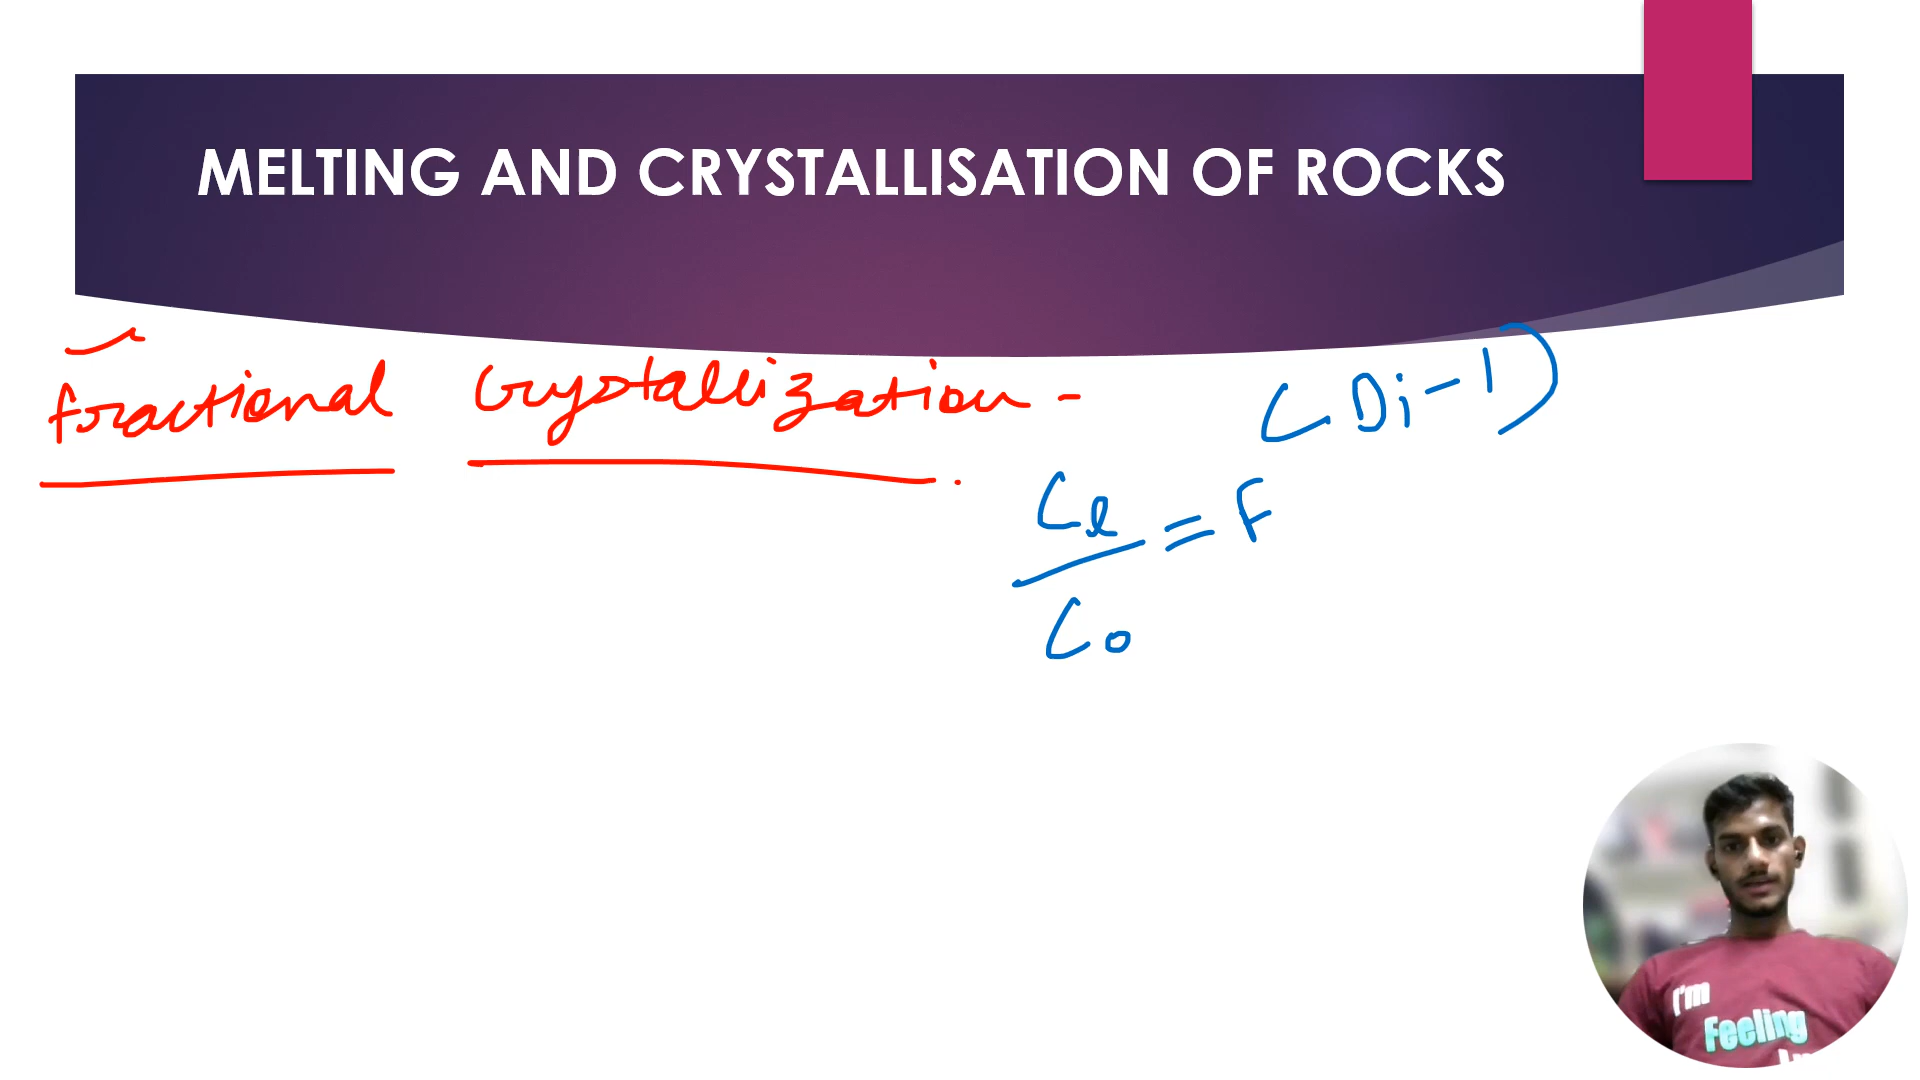 MELTING AND CRYSTALLISATION OF ROCKS
fractional crystallization -
(Di-1)
Cl
= F
Co
I'm
Feeling